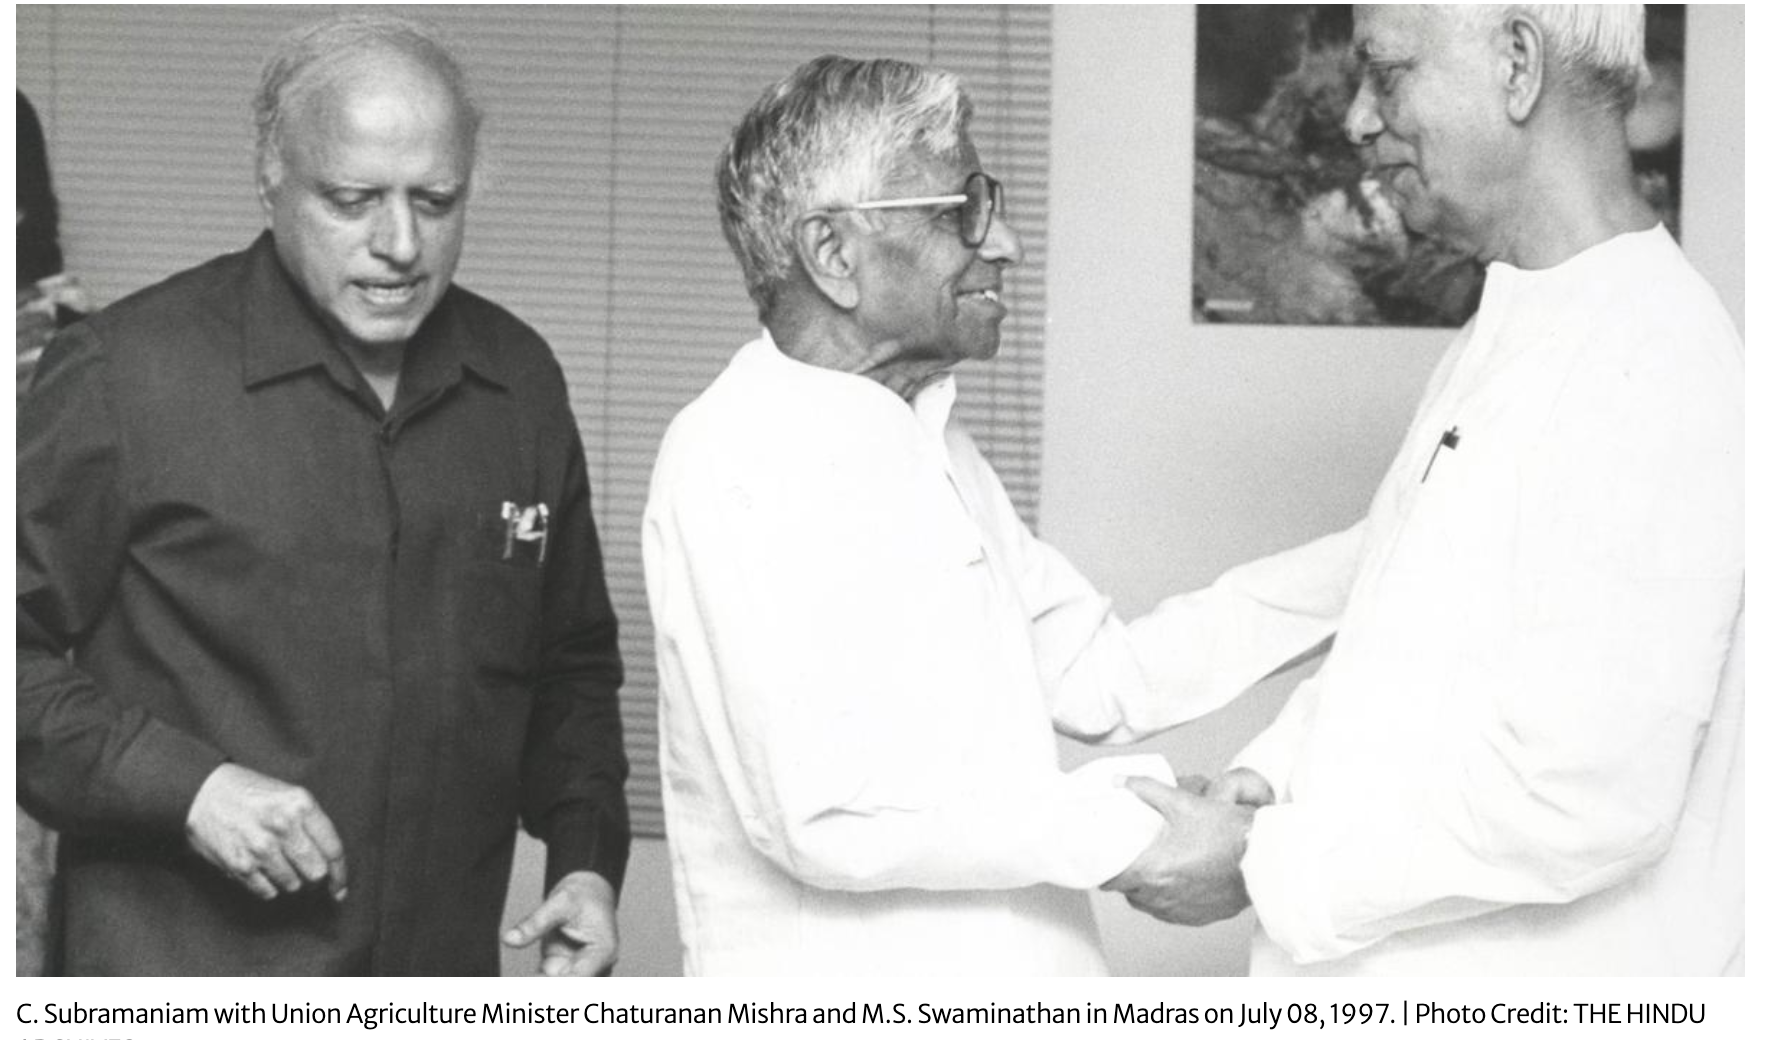 C. Subramaniam with Union Agriculture Minister Chaturanan Mishra and M.S. Swaminathan in Madras on July 08, 1997. | Photo Credit: THE HINDU